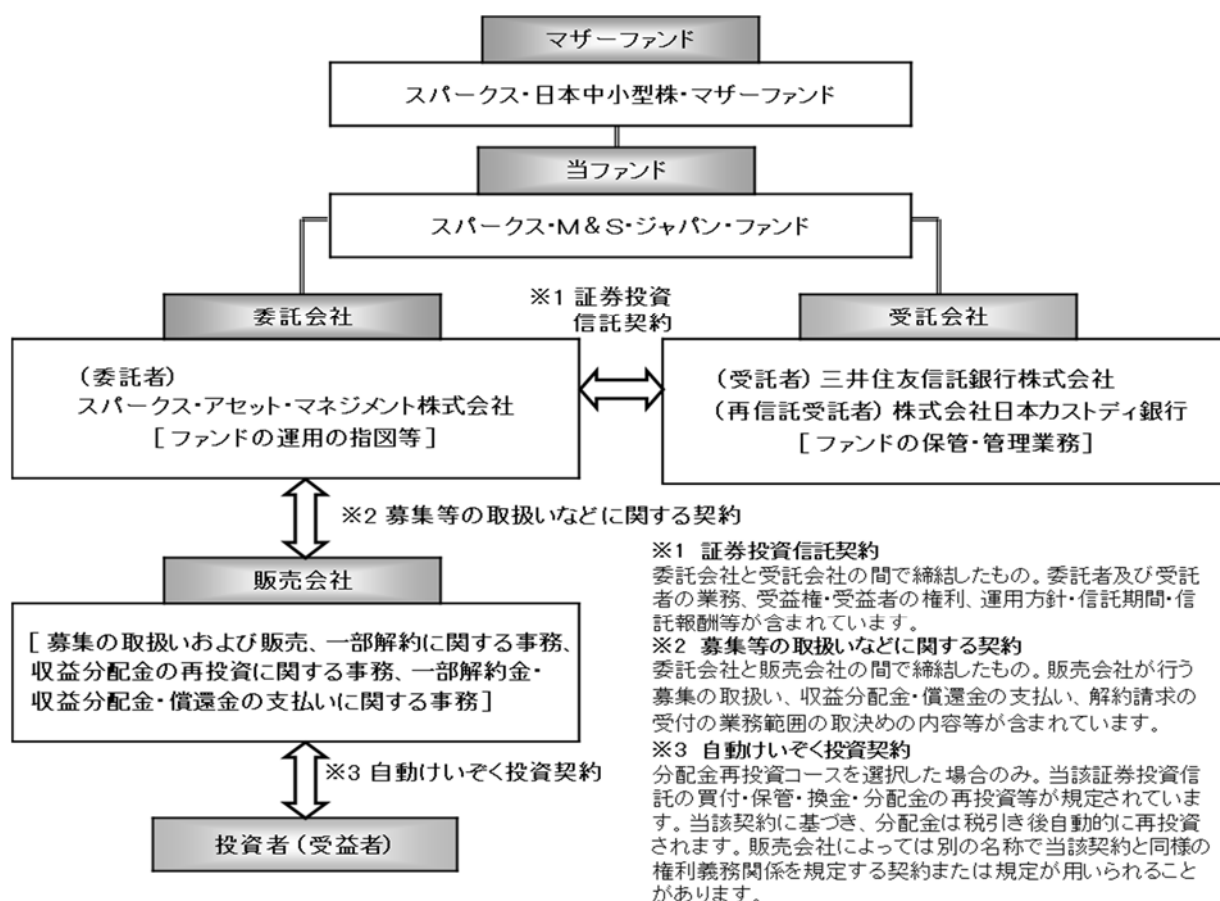 マザーファンド
スパークス・日本中小型株・マザーファンド
当ファンド
スパークス・M&S・ジャパン・ファンド
※1 証券投資
信託契約
委託会社
(委託者)
スパークス・アセット・マネジメント株式会社
[ファンドの運用の指図等]
受託会社
(受託者) 三井住友信託銀行株式会社
(再信託受託者) 株式会社日本カストディ銀行
[ファンドの保管・管理業務]
※2 募集等の取扱いなどに関する契約
販売会社
[ 募集の取扱いおよび販売、一部解約に関する事務、
収益分配金の再投資に関する事務、一部解約金・
収益分配金・償還金の支払いに関する事務]
※3 自動けいぞく投資契約
投資者(受益者)
※1 証券投資信託契約
委託会社と受託会社の間で締結したもの。委託者及び受託
者の業務、受益権・受益者の権利、運用方針・信託期間・信
託報酬等が含まれています。
※2 募集等の取扱いなどに関する契約
委託会社と販売会社の間で締結したもの。販売会社が行う
募集の取扱い、収益分配金・償還金の支払い、解約請求の
受付の業務範囲の取決めの内容等が含まれています。
※3 自動けいぞく投資契約
分配金再投資コースを選択した場合のみ。当該証券投資信
託の買付・保管・換金・分配金の再投資等が規定されていま
す。当該契約に基づき、分配金は税引き後自動的に再投資
されます。販売会社によっては別の名称で当該契約と同様の
権利義務関係を規定する契約または規定が用いられること
があります。